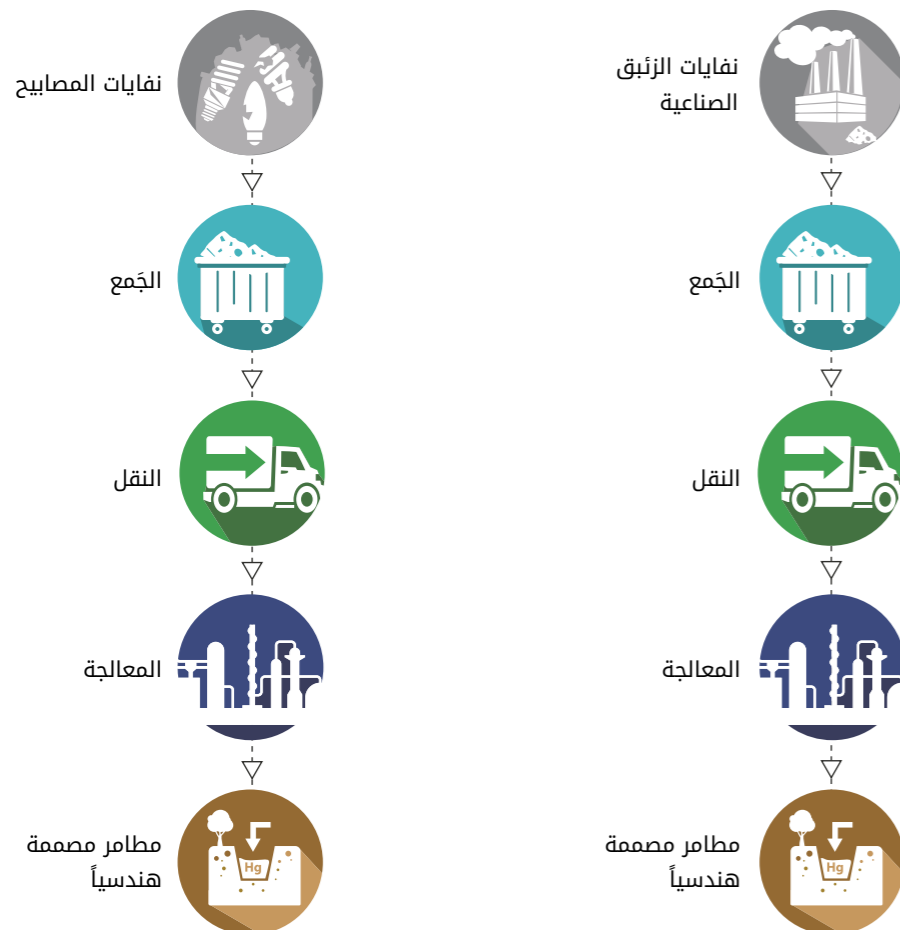 نفايات الزئبق
الصناعية
الجَمع
النقل
المعالجة
مطامر مصممة
هندسياً
Hg
نفايات المصابيح
الجَمع
النقل
المعالجة
مطامر مصممة
هندسياً
Hg